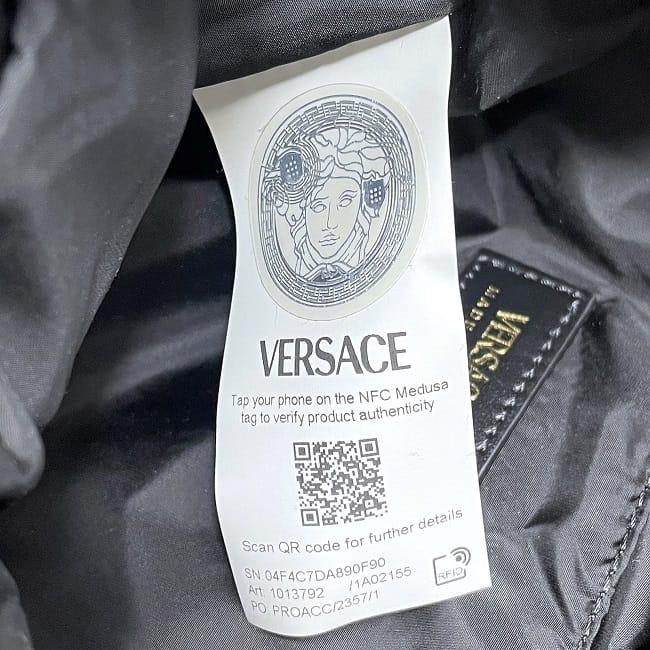 VERSACE
Tap your phone on the NFC Medusa
tag to verify product authenticity
Scan QR code for further details
SN:04F4C7DA890F90
Art: 1013792 /1A02155
PO: PROACC/2357/1
RFID
MADE